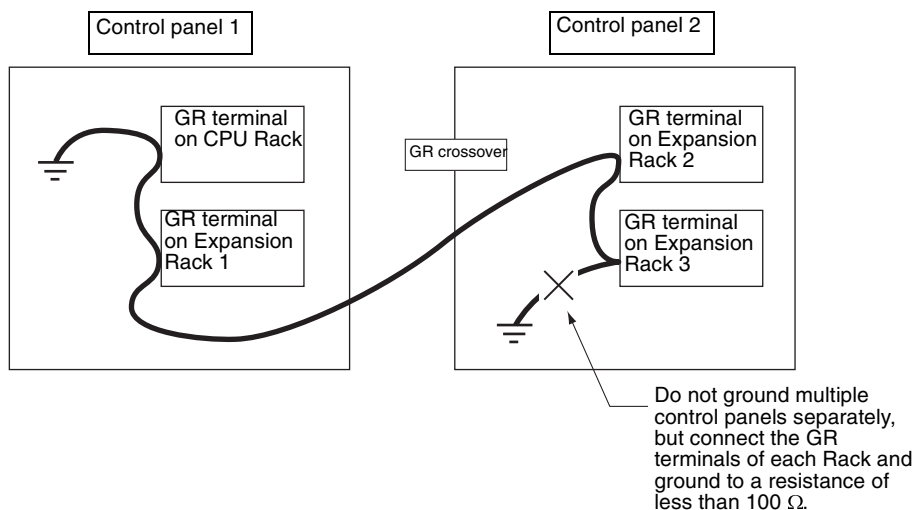 Control panel 1
Control panel 2
GR terminal
on CPU Rack
GR terminal
on Expansion
Rack 1
GR crossover
GR terminal
on Expansion
Rack 2
GR terminal
on Expansion
Rack 3
Do not ground multiple
control panels separately,
but connect the GR
terminals of each Rack and
ground to a resistance of
less than 100 Ω.